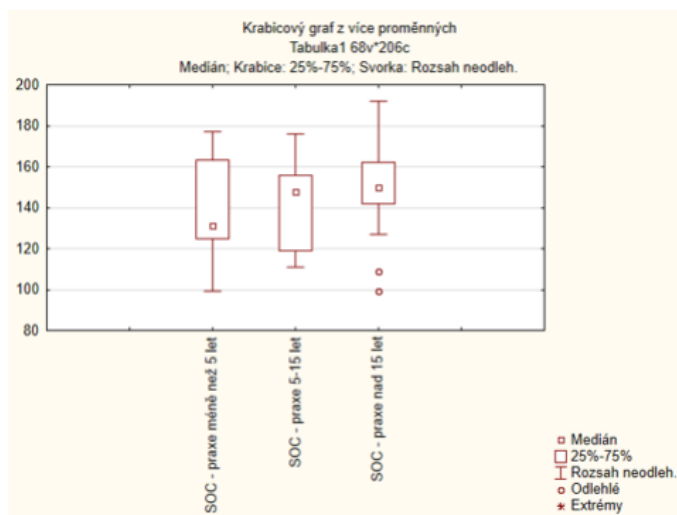 Krabicový graf z více proměnných
Tabulka1 68v*206c
Medián; Krabice: 25%-75%; Svorka: Rozsah neodleh.
200
180
160
140
120
100
80
SOC - praxe méně než 5 let
SOC - praxe 5-15 let
SOC - praxe nad 15 let
Medián
25%-75%
Rozsah neodleh.
Odlehlé
Extrémy